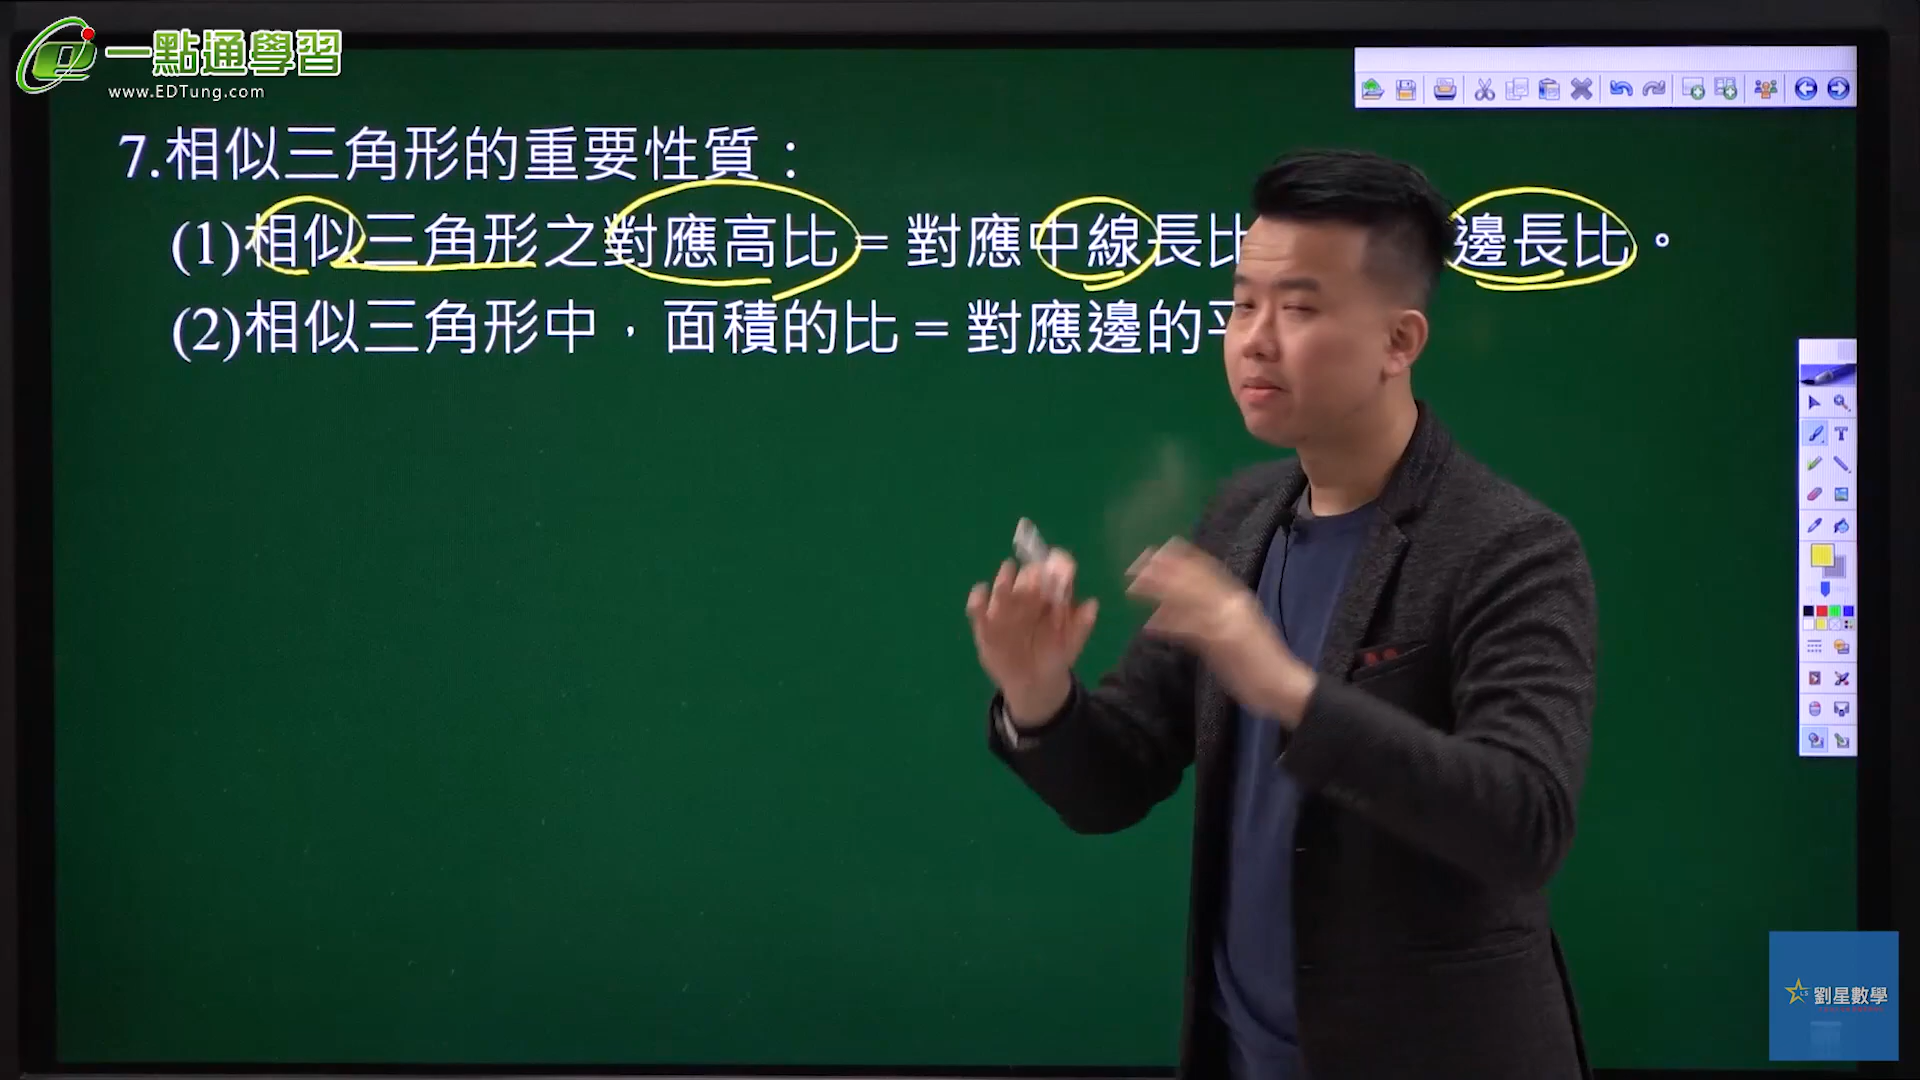 一點通學習
www.EDTung.com
7.相似三角形的重要性質：
(1)相似三角形之對應高比＝對應中線長比 邊長比。
(2)相似三角形中，面積的比＝對應邊的平
劉星數學